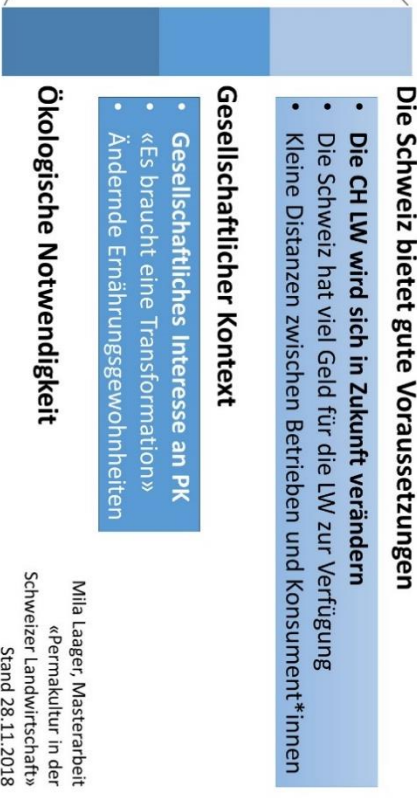 Die Schweiz bietet gute Voraussetzungen
• Die CH LW wird sich in Zukunft verändern
• Die Schweiz hat viel Geld für die LW zur Verfügung
• Kleine Distanzen zwischen Betrieben und Konsument*innen
Gesellschaftlicher Kontext
• Gesellschaftliches Interesse an PK
• «Es braucht eine Transformation»
• Ändernde Ernährungsgewohnheiten
Ökologische Notwendigkeit
Mila Laager, Masterarbeit
«Permakultur in der
Schweizer Landwirtschaft»
Stand 28.11.2018